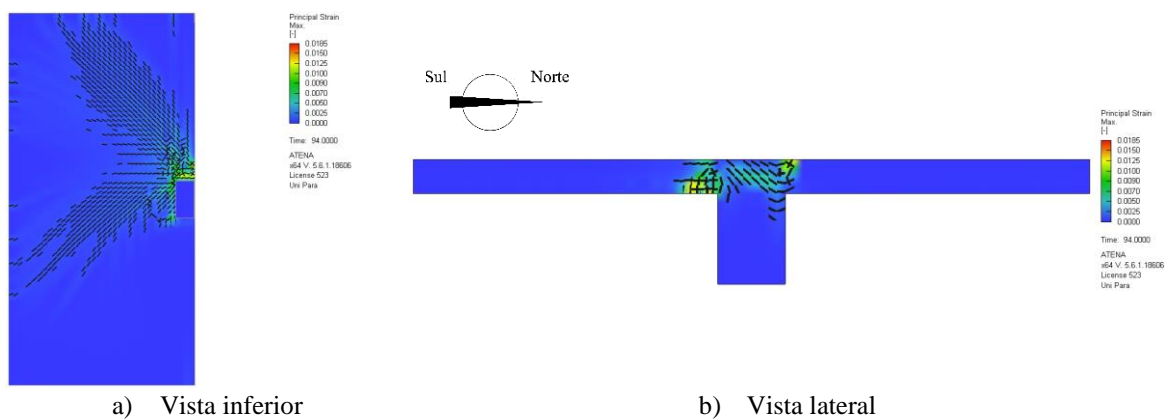 Principal Strain
Max.
[-]
0.0185
0.0150
0.0125
0.0100
0.0090
0.0070
0.0050
0.0025
0.0000
Time: 94.0000
ATENA
x64 V. 5.6.1.18606
License 523
Uni Para
Sul
Norte
Principal Strain
Max.
[-]
0.0185
0.0150
0.0125
0.0100
0.0090
0.0070
0.0050
0.0025
0.0000
Time: 94.0000
ATENA
x64 V. 5.6.1.18606
License 523
Uni Para
a) Vista inferior
b) Vista lateral